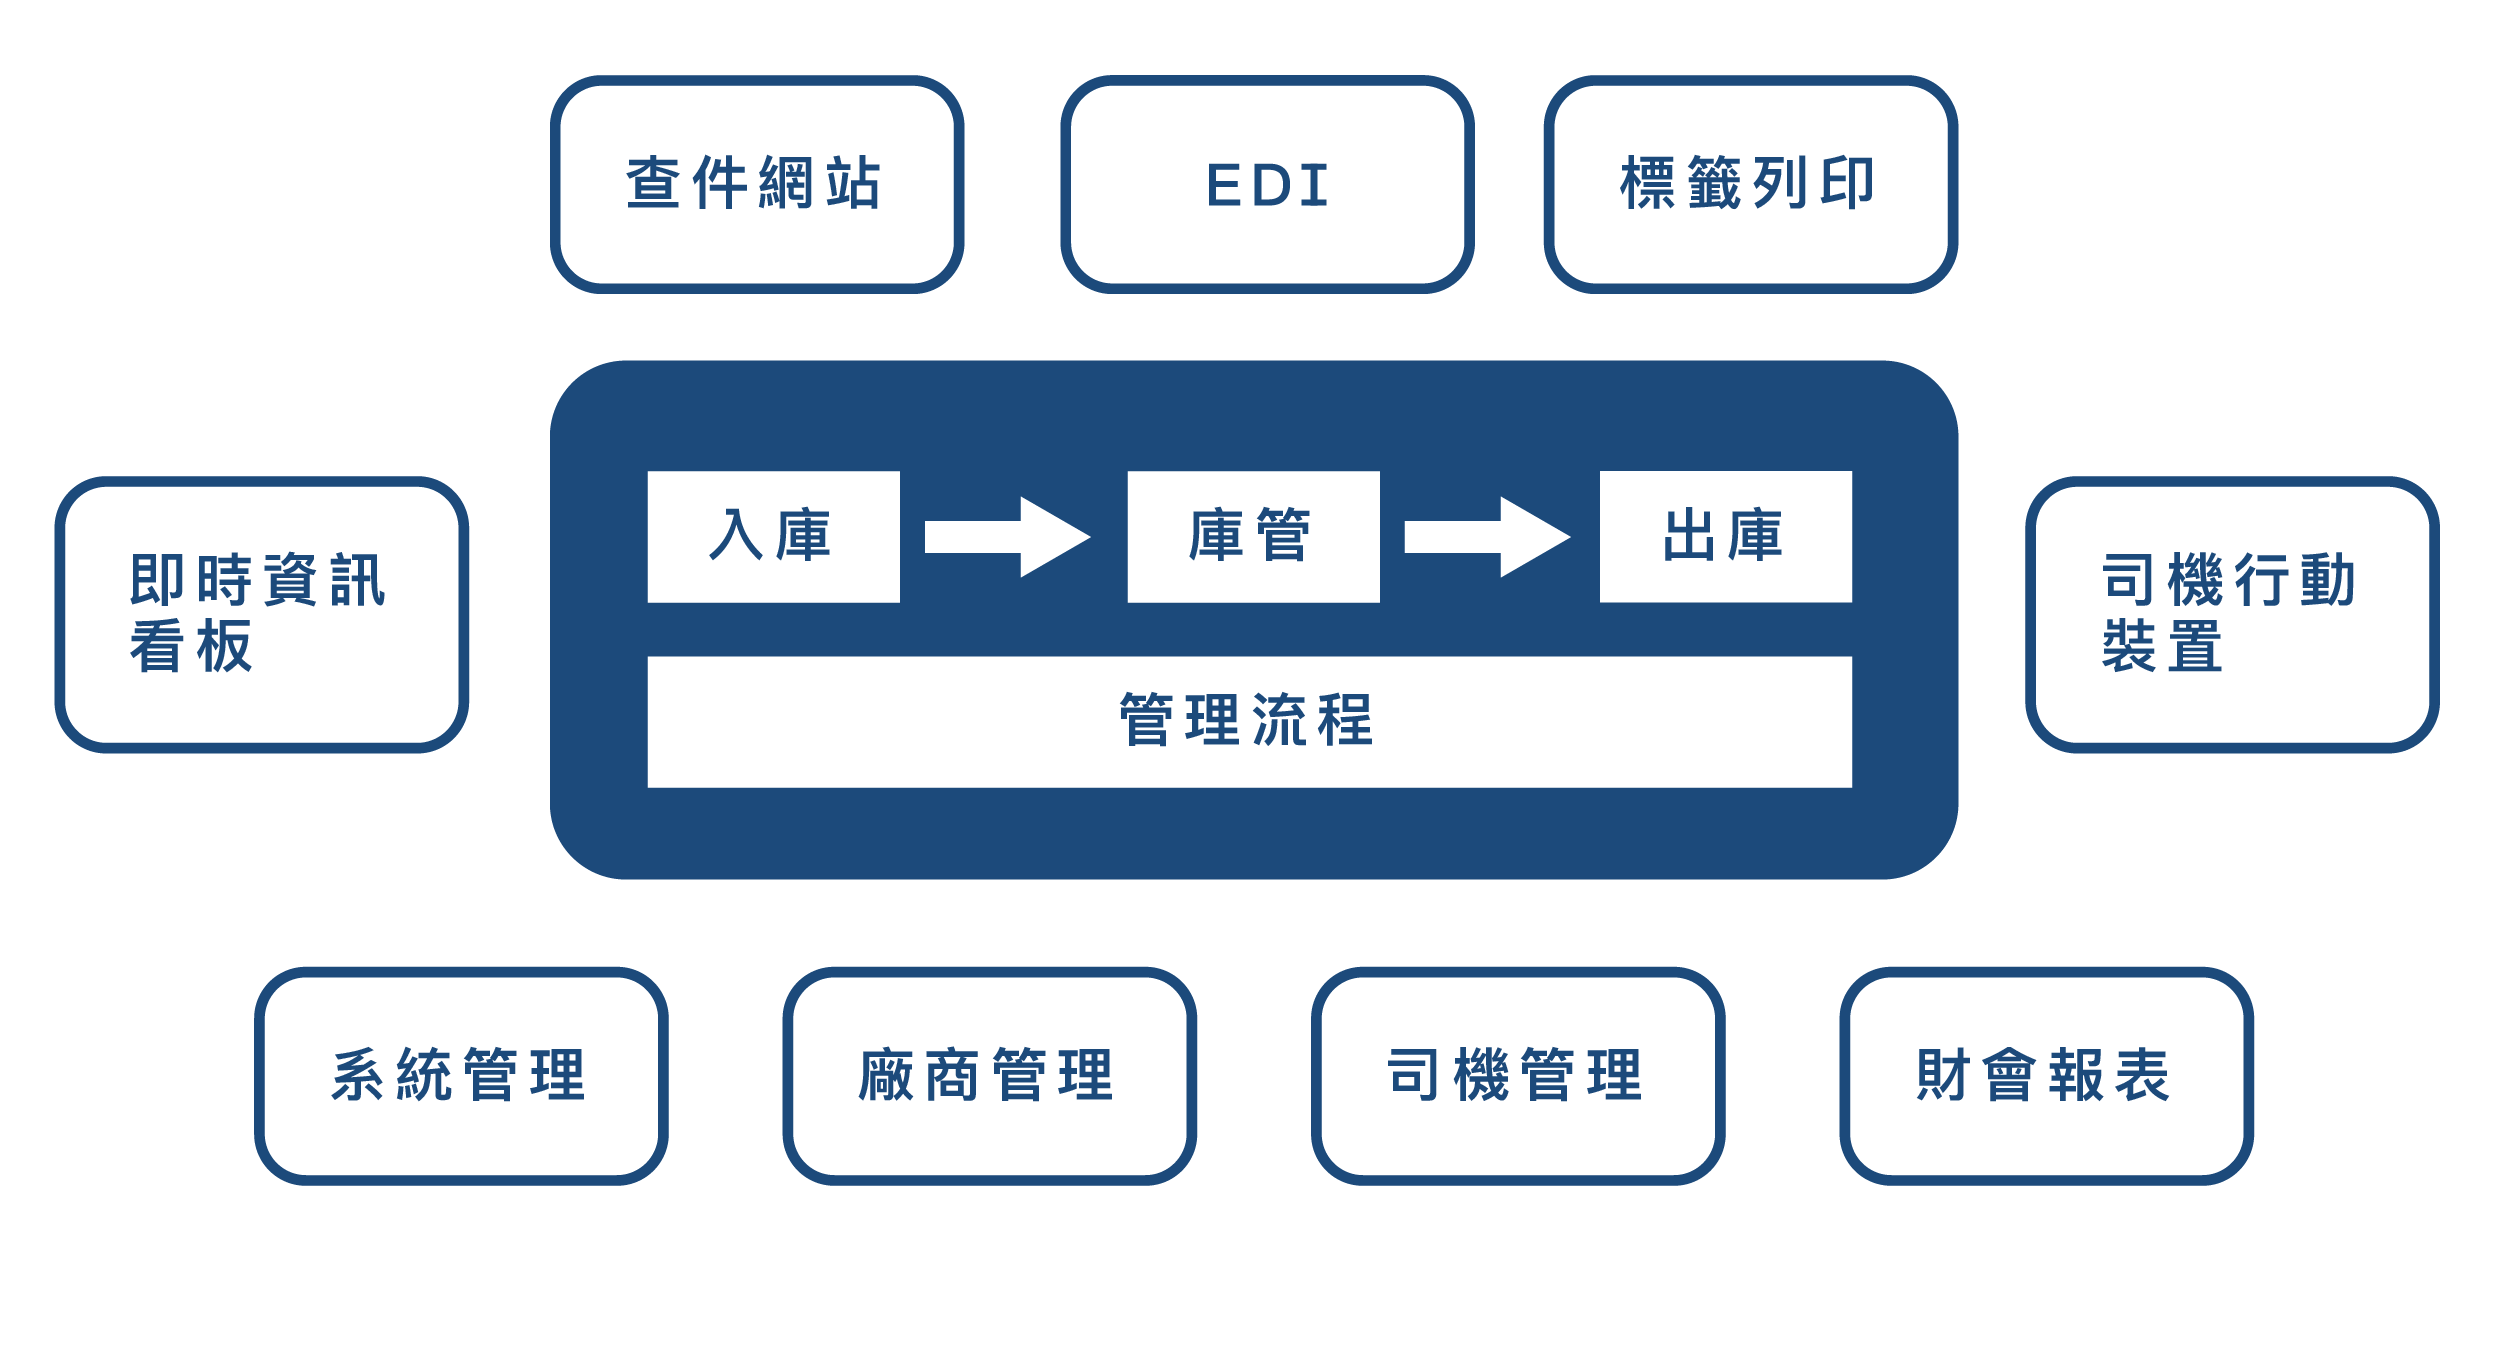 查件網站
EDI
標籤列印
入庫
庫管
出庫
即時資訊
看板
司機行動
裝置
管理流程
系統管理
廠商管理
司機管理
財會報表